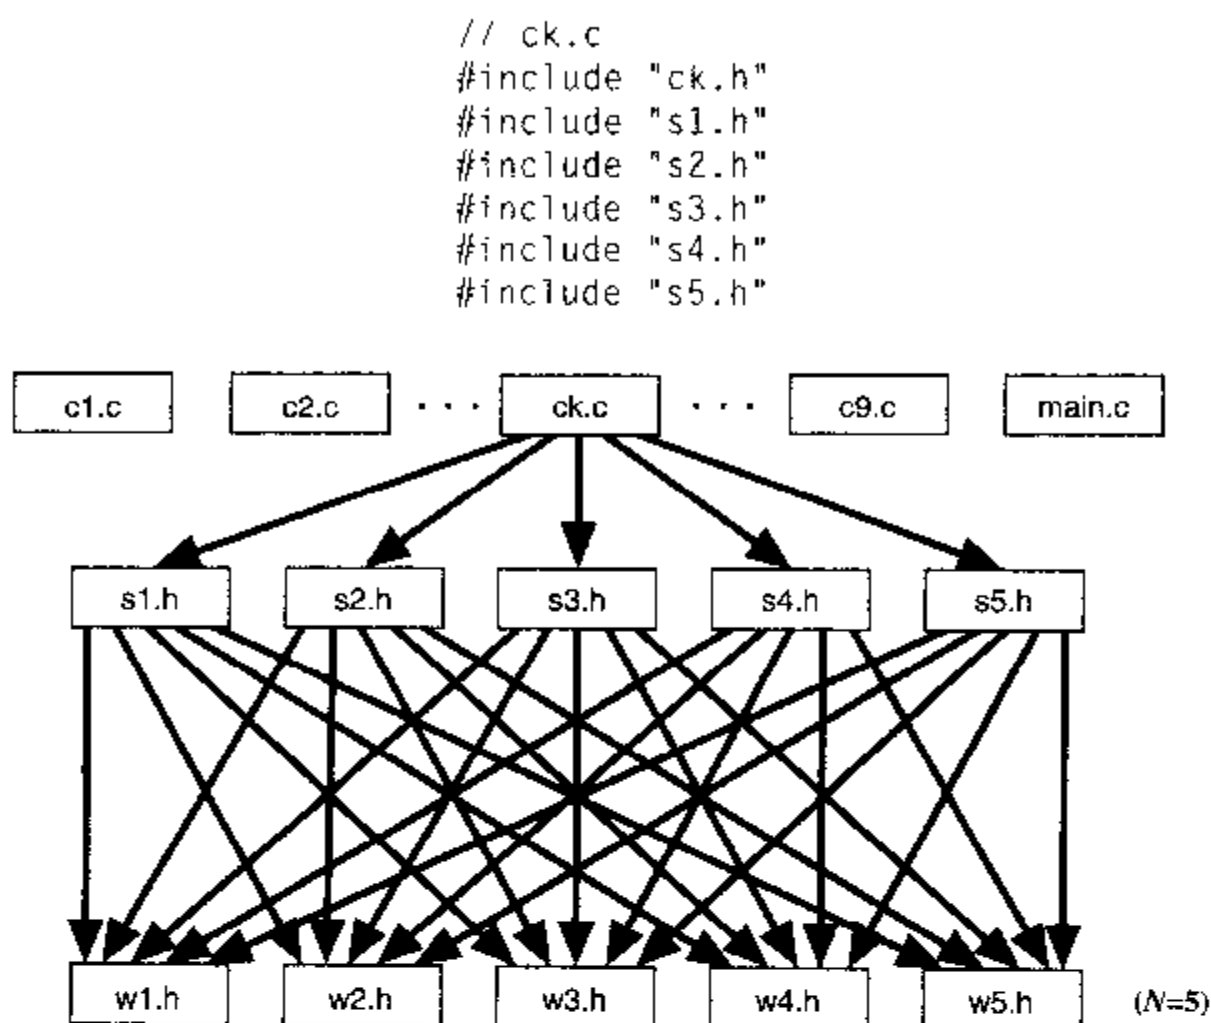 // ck.c
#include "ck.h"
#include "s1.h"
#include "s2.h"
#include "s3.h"
#include "s4.h"
#include "s5.h"
c1.c c2.c · · · ck.c · · · c9.c main.c
s1.h s2.h s3.h s4.h s5.h
w1.h w2.h w3.h w4.h w5.h (N=5)